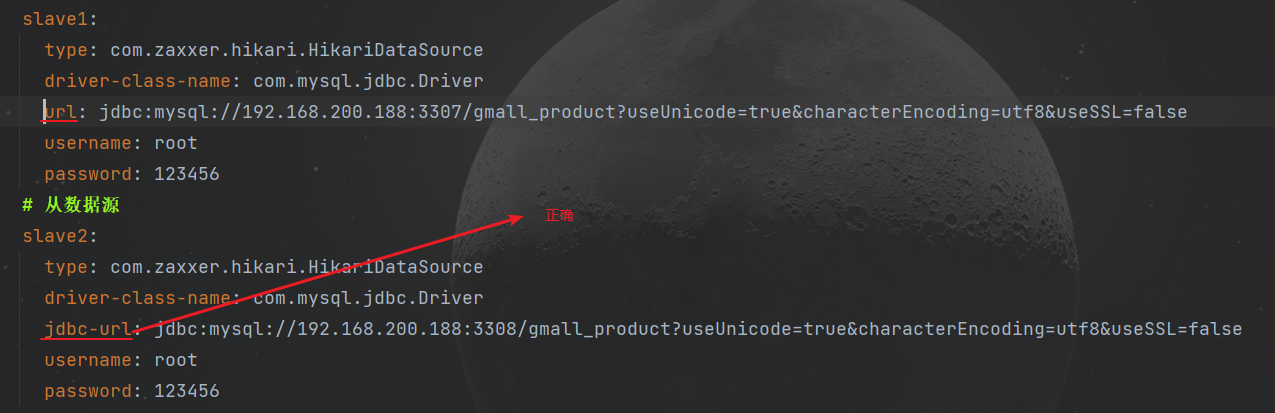 slave1:
type: com.zaxxer.hikari.HikariDataSource
driver-class-name: com.mysql.jdbc.Driver
url: jdbc:mysql://192.168.200.188:3307/gmall_product?useUnicode=true&characterEncoding=utf8&useSSL=false
username: root
password: 123456
# 从数据源
正确
slave2:
type: com.zaxxer.hikari.HikariDataSource
driver-class-name: com.mysql.jdbc.Driver
jdbc-url: jdbc:mysql://192.168.200.188:3308/gmall_product?useUnicode=true&characterEncoding=utf8&useSSL=false
username: root
password: 123456